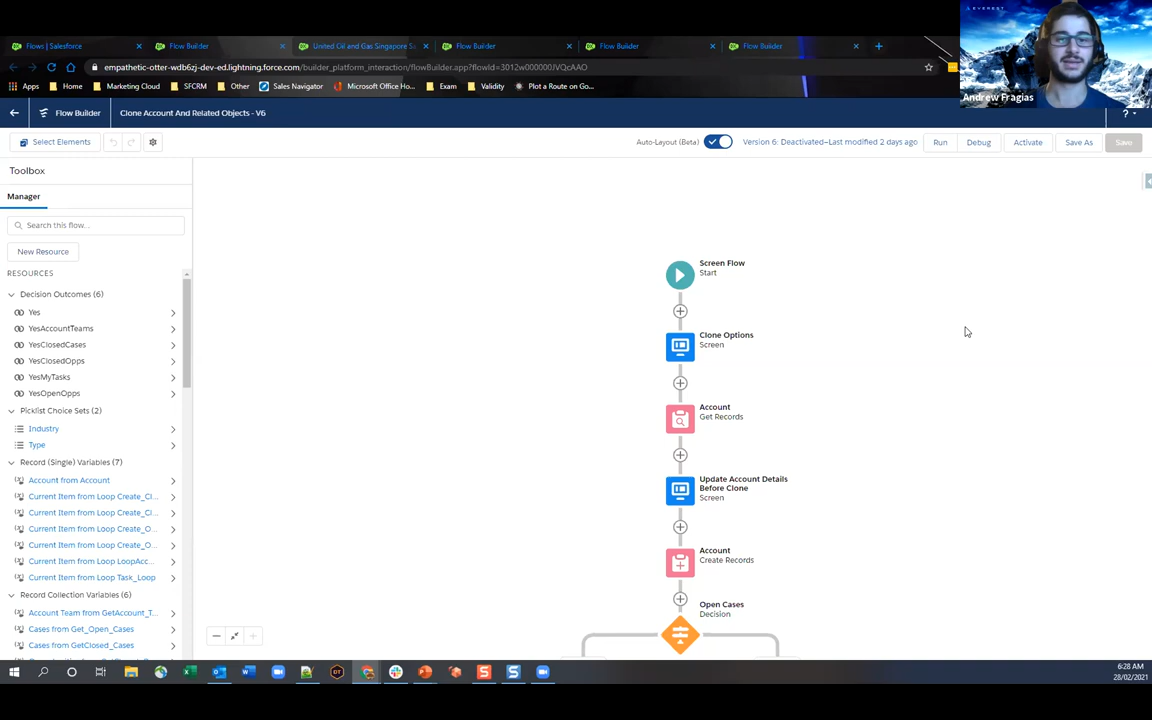 LEVEREST
Flows | Salesforce
Flow Builder
United Oil and Gas Singapore S
Flow Builder
Flow Builder
Flow Builder
empathetic-otter-wdb6zj-dev-ed.lightning.force.com/builder_platform_interaction/flowBuilder.app?flowId=3012w000000JVQcAAO
Apps
Home
Marketing Cloud
SFCRM
Other
Sales Navigator
Microsoft Office Ho...
Exam
Validity
Plot a Route on Go...
Andrew Fragias
Flow Builder
Clone Account And Related Objects - V6
?
Select Elements
Auto-Layout (Beta)
Version 6: Deactivated—Last modified 2 days ago
Run
Debug
Activate
Save As
Save
Toolbox
Manager
Search this flow...
New Resource
RESOURCES
Decision Outcomes (6)
Yes
YesAccountTeams
YesClosedCases
YesClosedOpps
YesMyTasks
YesOpenOpps
Picklist Choice Sets (2)
Industry
Type
Record (Single) Variables (7)
Account from Account
Current Item from Loop Create_Cl...
Current Item from Loop Create_Cl...
Current Item from Loop Create_O...
Current Item from Loop Create_O...
Current Item from Loop LoopAcc...
Current Item from Loop Task_Loop
Record Collection Variables (6)
Account Team from GetAccount_T...
Cases from Get_Open_Cases
Cases from GetClosed_Cases
Screen Flow
Start
Clone Options
Screen
Account
Get Records
Update Account Details
Before Clone
Screen
Account
Create Records
Open Cases
Decision
6:28 AM
28/02/2021